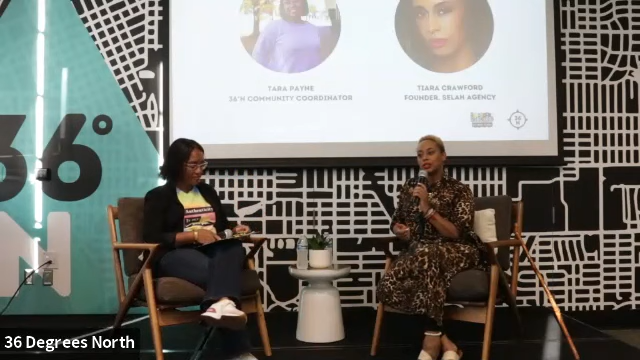 TARA PAYNE
36°N COMMUNITY COORDINATOR
TIARA CRAWFORD
FOUNDER, SELAH AGENCY
36°
N
36 Degrees North